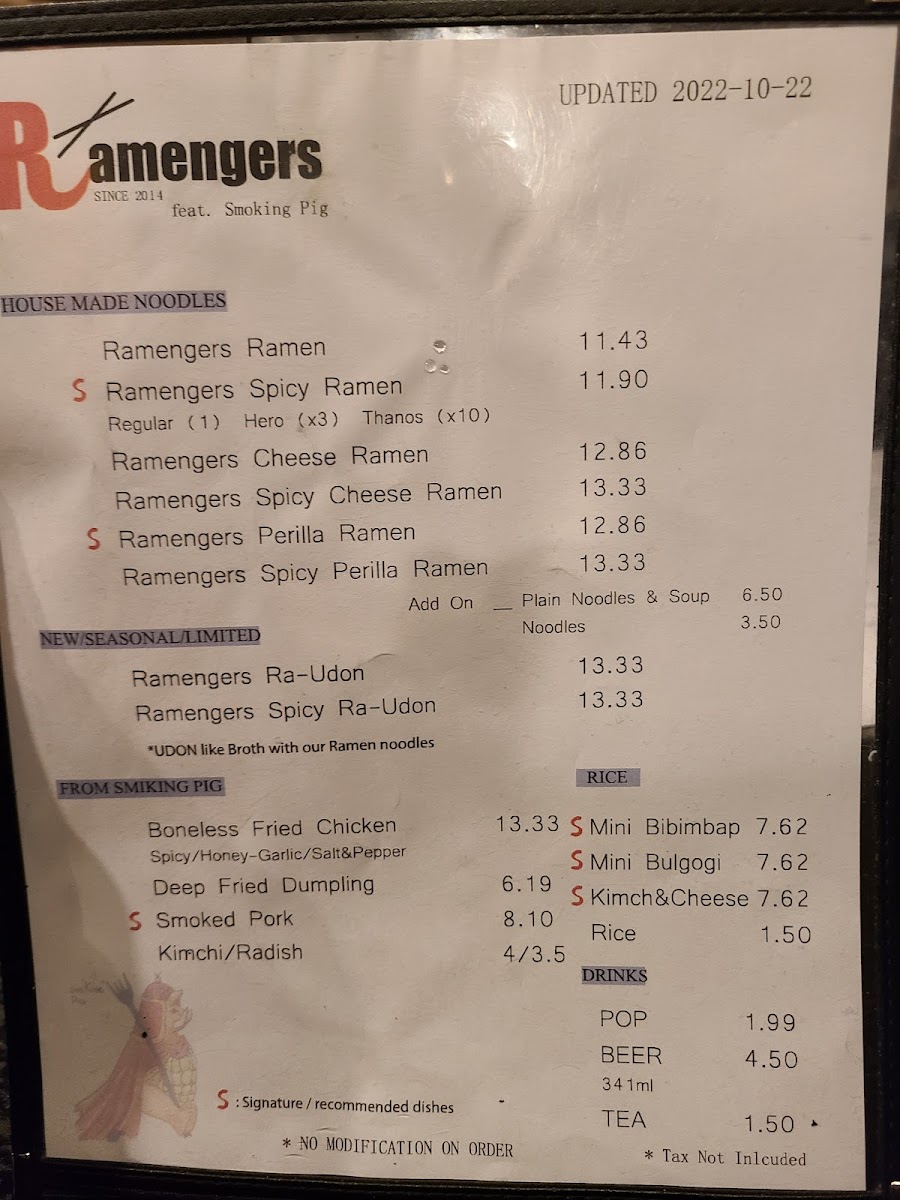 UPDATED 2022-10-22
Ramengers
SINCE 2014
feat. Smoking Pig
HOUSE MADE NOODLES
Ramengers Ramen 11.43
S Ramengers Spicy Ramen 11.90
Regular (1) Hero (x3) Thanos (x10)
Ramengers Cheese Ramen 12.86
Ramengers Spicy Cheese Ramen 13.33
S Ramengers Perilla Ramen 12.86
Ramengers Spicy Perilla Ramen 13.33
Add On __ Plain Noodles & Soup 6.50
Noodles 3.50
NEW/SEASONAL/LIMITED
Ramengers Ra-Udon 13.33
Ramengers Spicy Ra-Udon 13.33
*UDON like Broth with our Ramen noodles
FROM SMIKING PIG
Boneless Fried Chicken 13.33
Spicy/Honey-Garlic/Salt&Pepper
Deep Fried Dumpling 6.19
S Smoked Pork 8.10
Kimchi/Radish 4/3.5
RICE
S Mini Bibimbap 7.62
S Mini Bulgogi 7.62
S Kimch&Cheese 7.62
Rice 1.50
DRINKS
POP 1.99
BEER 4.50
341ml
TEA 1.50
S : Signature / recommended dishes
* NO MODIFICATION ON ORDER
* Tax Not Inlcuded